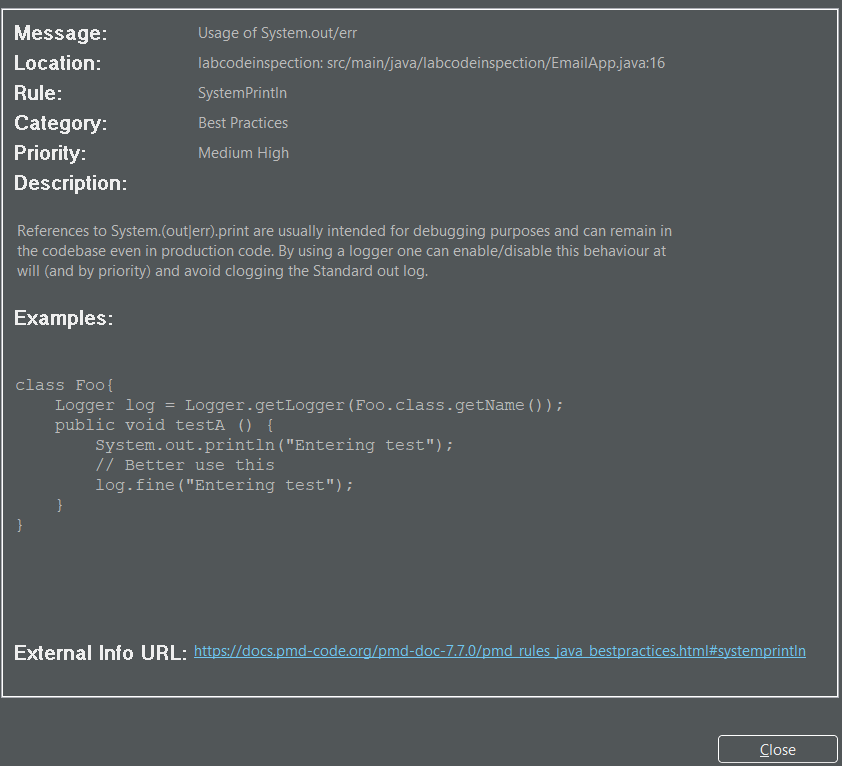 Message: Usage of System.out/err
Location: labcodeinspection: src/main/java/labcodeinspection/EmailApp.java:16
Rule: SystemPrintln
Category: Best Practices
Priority: Medium High
Description:
References to System.(out|err).print are usually intended for debugging purposes and can remain in
the codebase even in production code. By using a logger one can enable/disable this behaviour at
will (and by priority) and avoid clogging the Standard out log.
Examples:
class Foo{
    Logger log = Logger.getLogger(Foo.class.getName());
    public void testA () {
        System.out.println("Entering test");
        // Better use this
        log.fine("Entering test");
    }
}
External Info URL: https://docs.pmd-code.org/pmd-doc-7.7.0/pmd_rules_java_bestpractices.html#systemprintln
Close